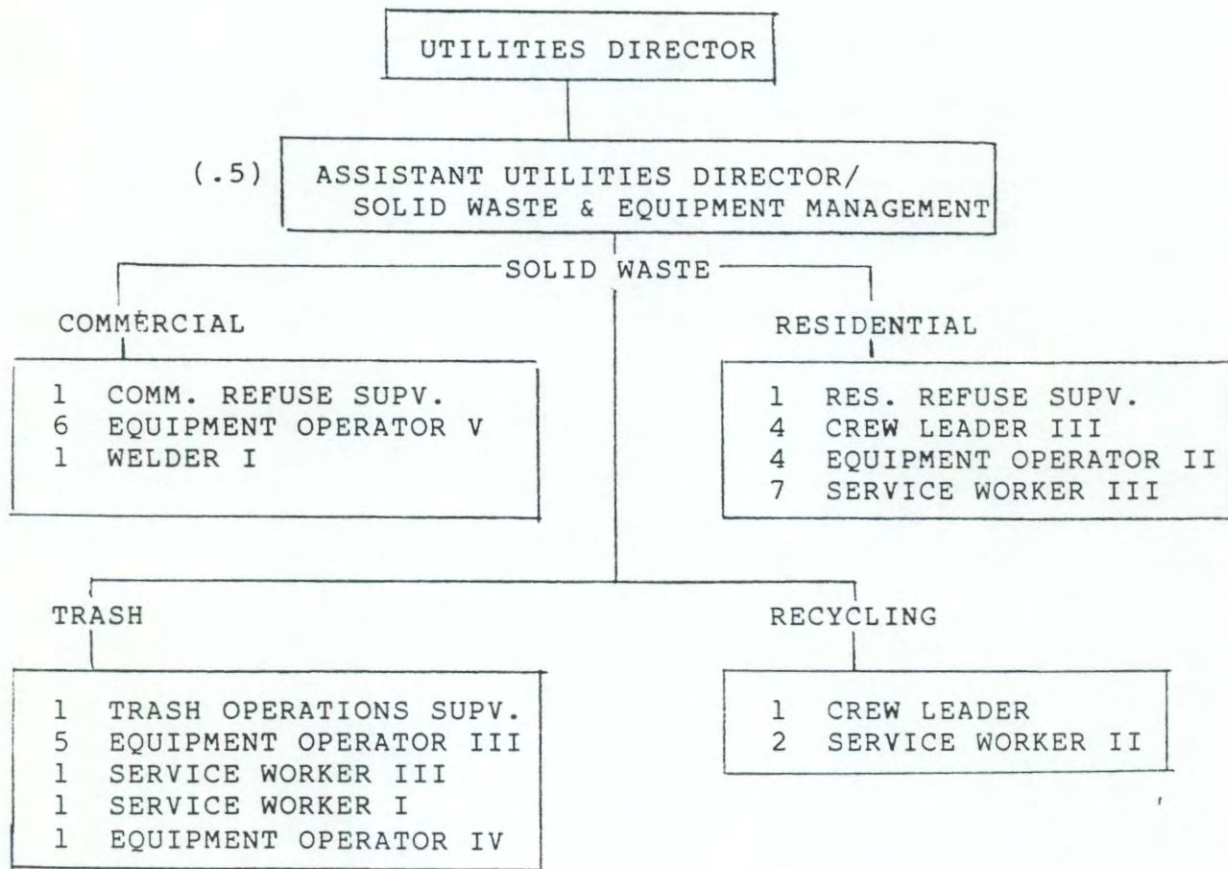 UTILITIES DIRECTOR
(.5) ASSISTANT UTILITIES DIRECTOR/
SOLID WASTE & EQUIPMENT MANAGEMENT
SOLID WASTE
COMMERCIAL
1 COMM. REFUSE SUPV.
6 EQUIPMENT OPERATOR V
1 WELDER I
RESIDENTIAL
1 RES. REFUSE SUPV.
4 CREW LEADER III
4 EQUIPMENT OPERATOR II
7 SERVICE WORKER III
TRASH
1 TRASH OPERATIONS SUPV.
5 EQUIPMENT OPERATOR III
1 SERVICE WORKER III
1 SERVICE WORKER I
1 EQUIPMENT OPERATOR IV
RECYCLING
1 CREW LEADER
2 SERVICE WORKER II